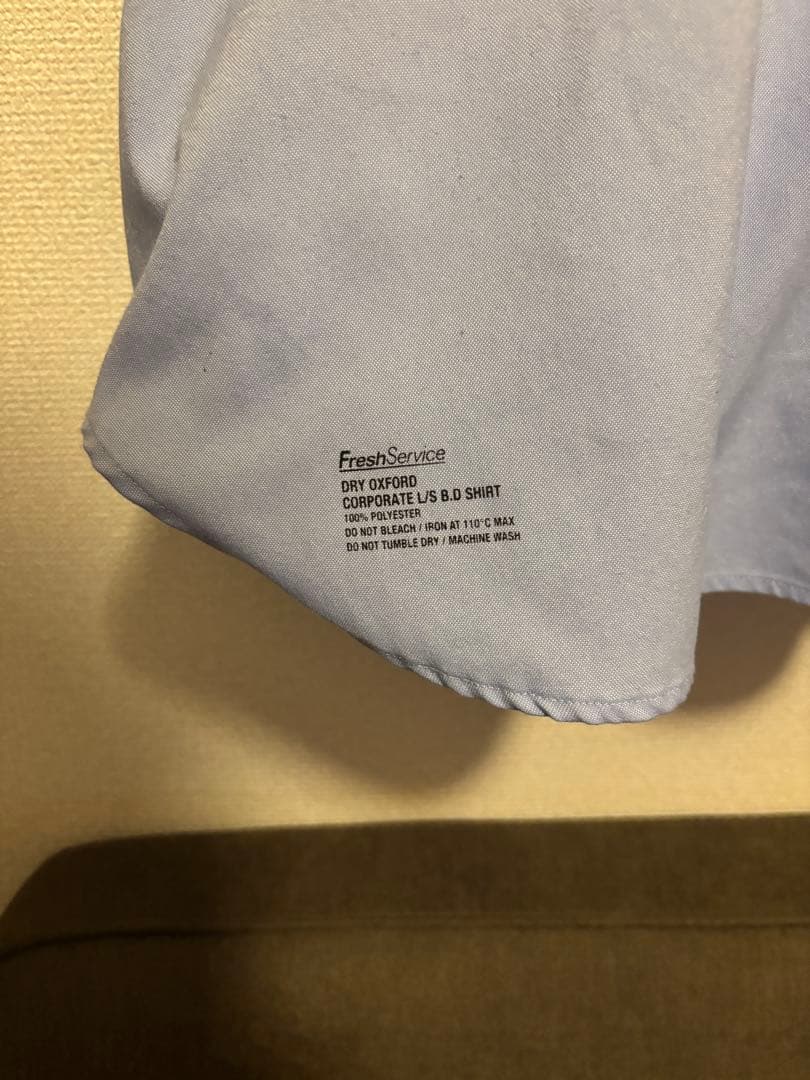 FreshService
DRY OXFORD
CORPORATE L/S B.D SHIRT
100% POLYESTER
DO NOT BLEACH / IRON AT 110°C MAX
DO NOT TUMBLE DRY / MACHINE WASH